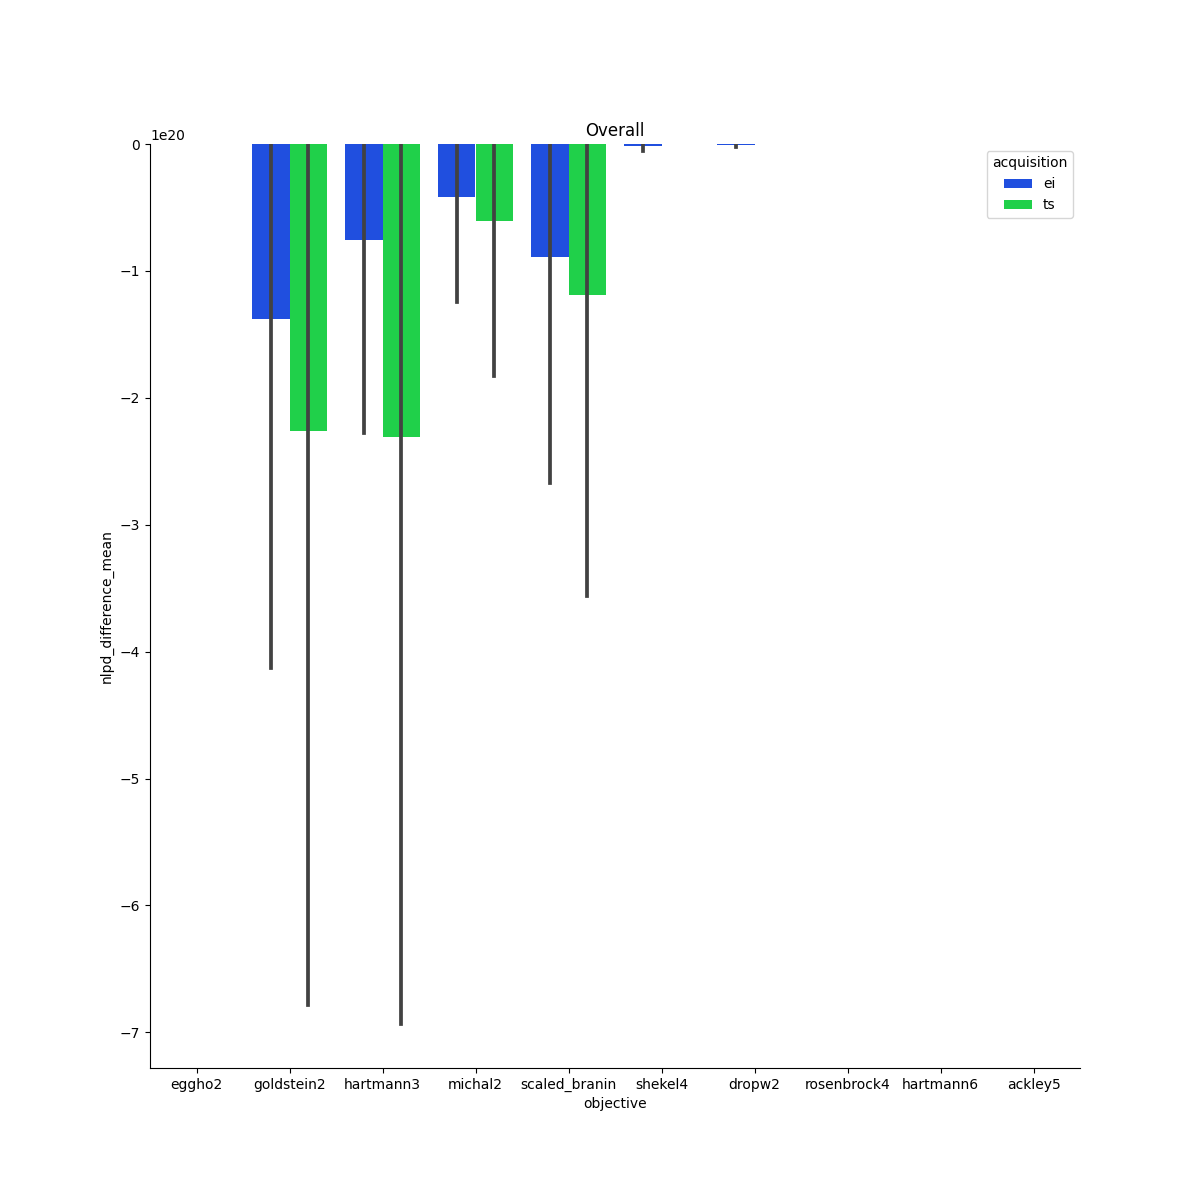 Overall
1e20
acquisition
ei
ts
0
−1
−2
−3
−4
−5
−6
−7
nlpd_difference_mean
eggho2 goldstein2 hartmann3 michal2 scaled_branin shekel4 dropw2 rosenbrock4 hartmann6 ackley5
objective